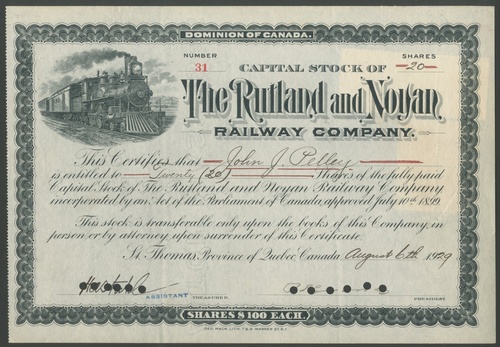 DOMINION OF CANADA.
NUMBER
31
SHARES
20
CAPITAL STOCK OF
The Rutland and Noyan
RAILWAY COMPANY.
This Certifies that John J. Pelley
is entitled to Twenty (20) Shares of the fully paid
Capital Stock of The Rutland and Noyan Railway Company
incorporated by an Act of the Parliament of Canada, approved July 10th 1899.
This stock is transferable only upon the books of this Company, in
person or by attorney upon surrender of this Certificate.
St. Thomas Province of Quebec Canada, August 6th 1929
ASSISTANT TREASURER.
PRESIDENT.
SHARES $100 EACH.